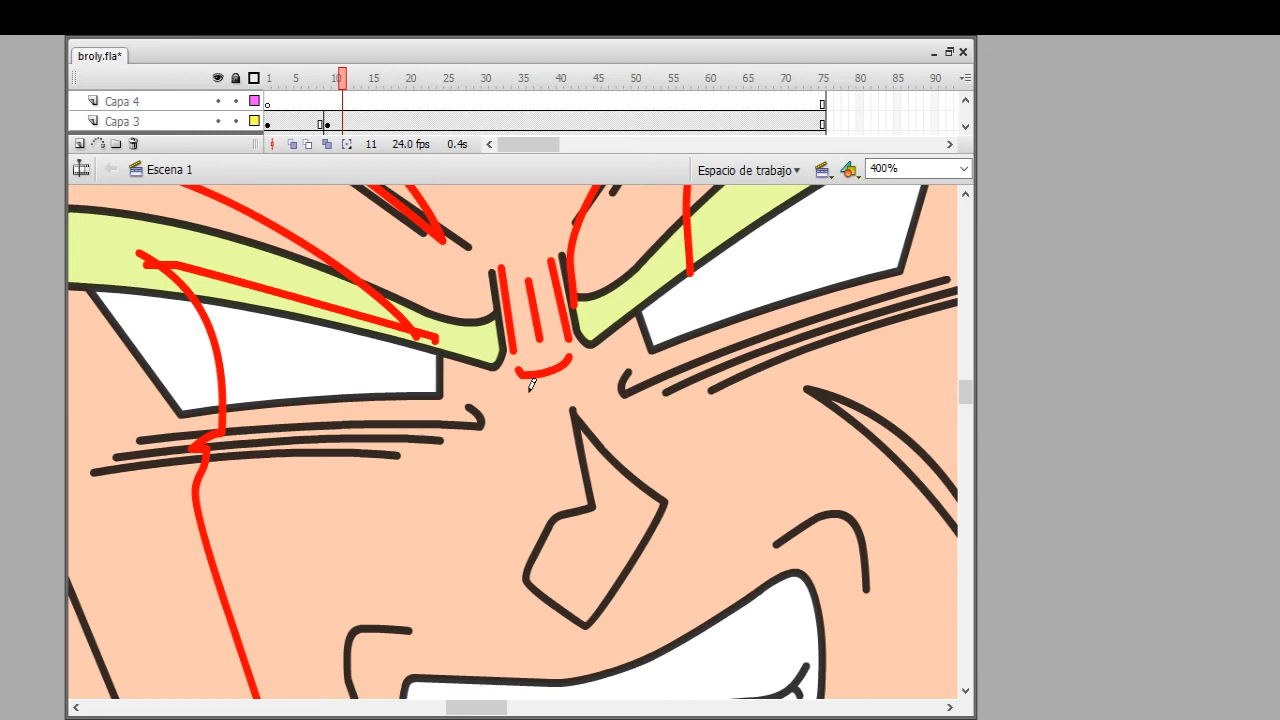 broly.fla*
1 5 10 15 20 25 30 35 40 45 50 55 60 65 70 75 80 85 90
Capa 4
Capa 3
11 24.0 fps 0.4s
Escena 1 Espacio de trabajo 400%